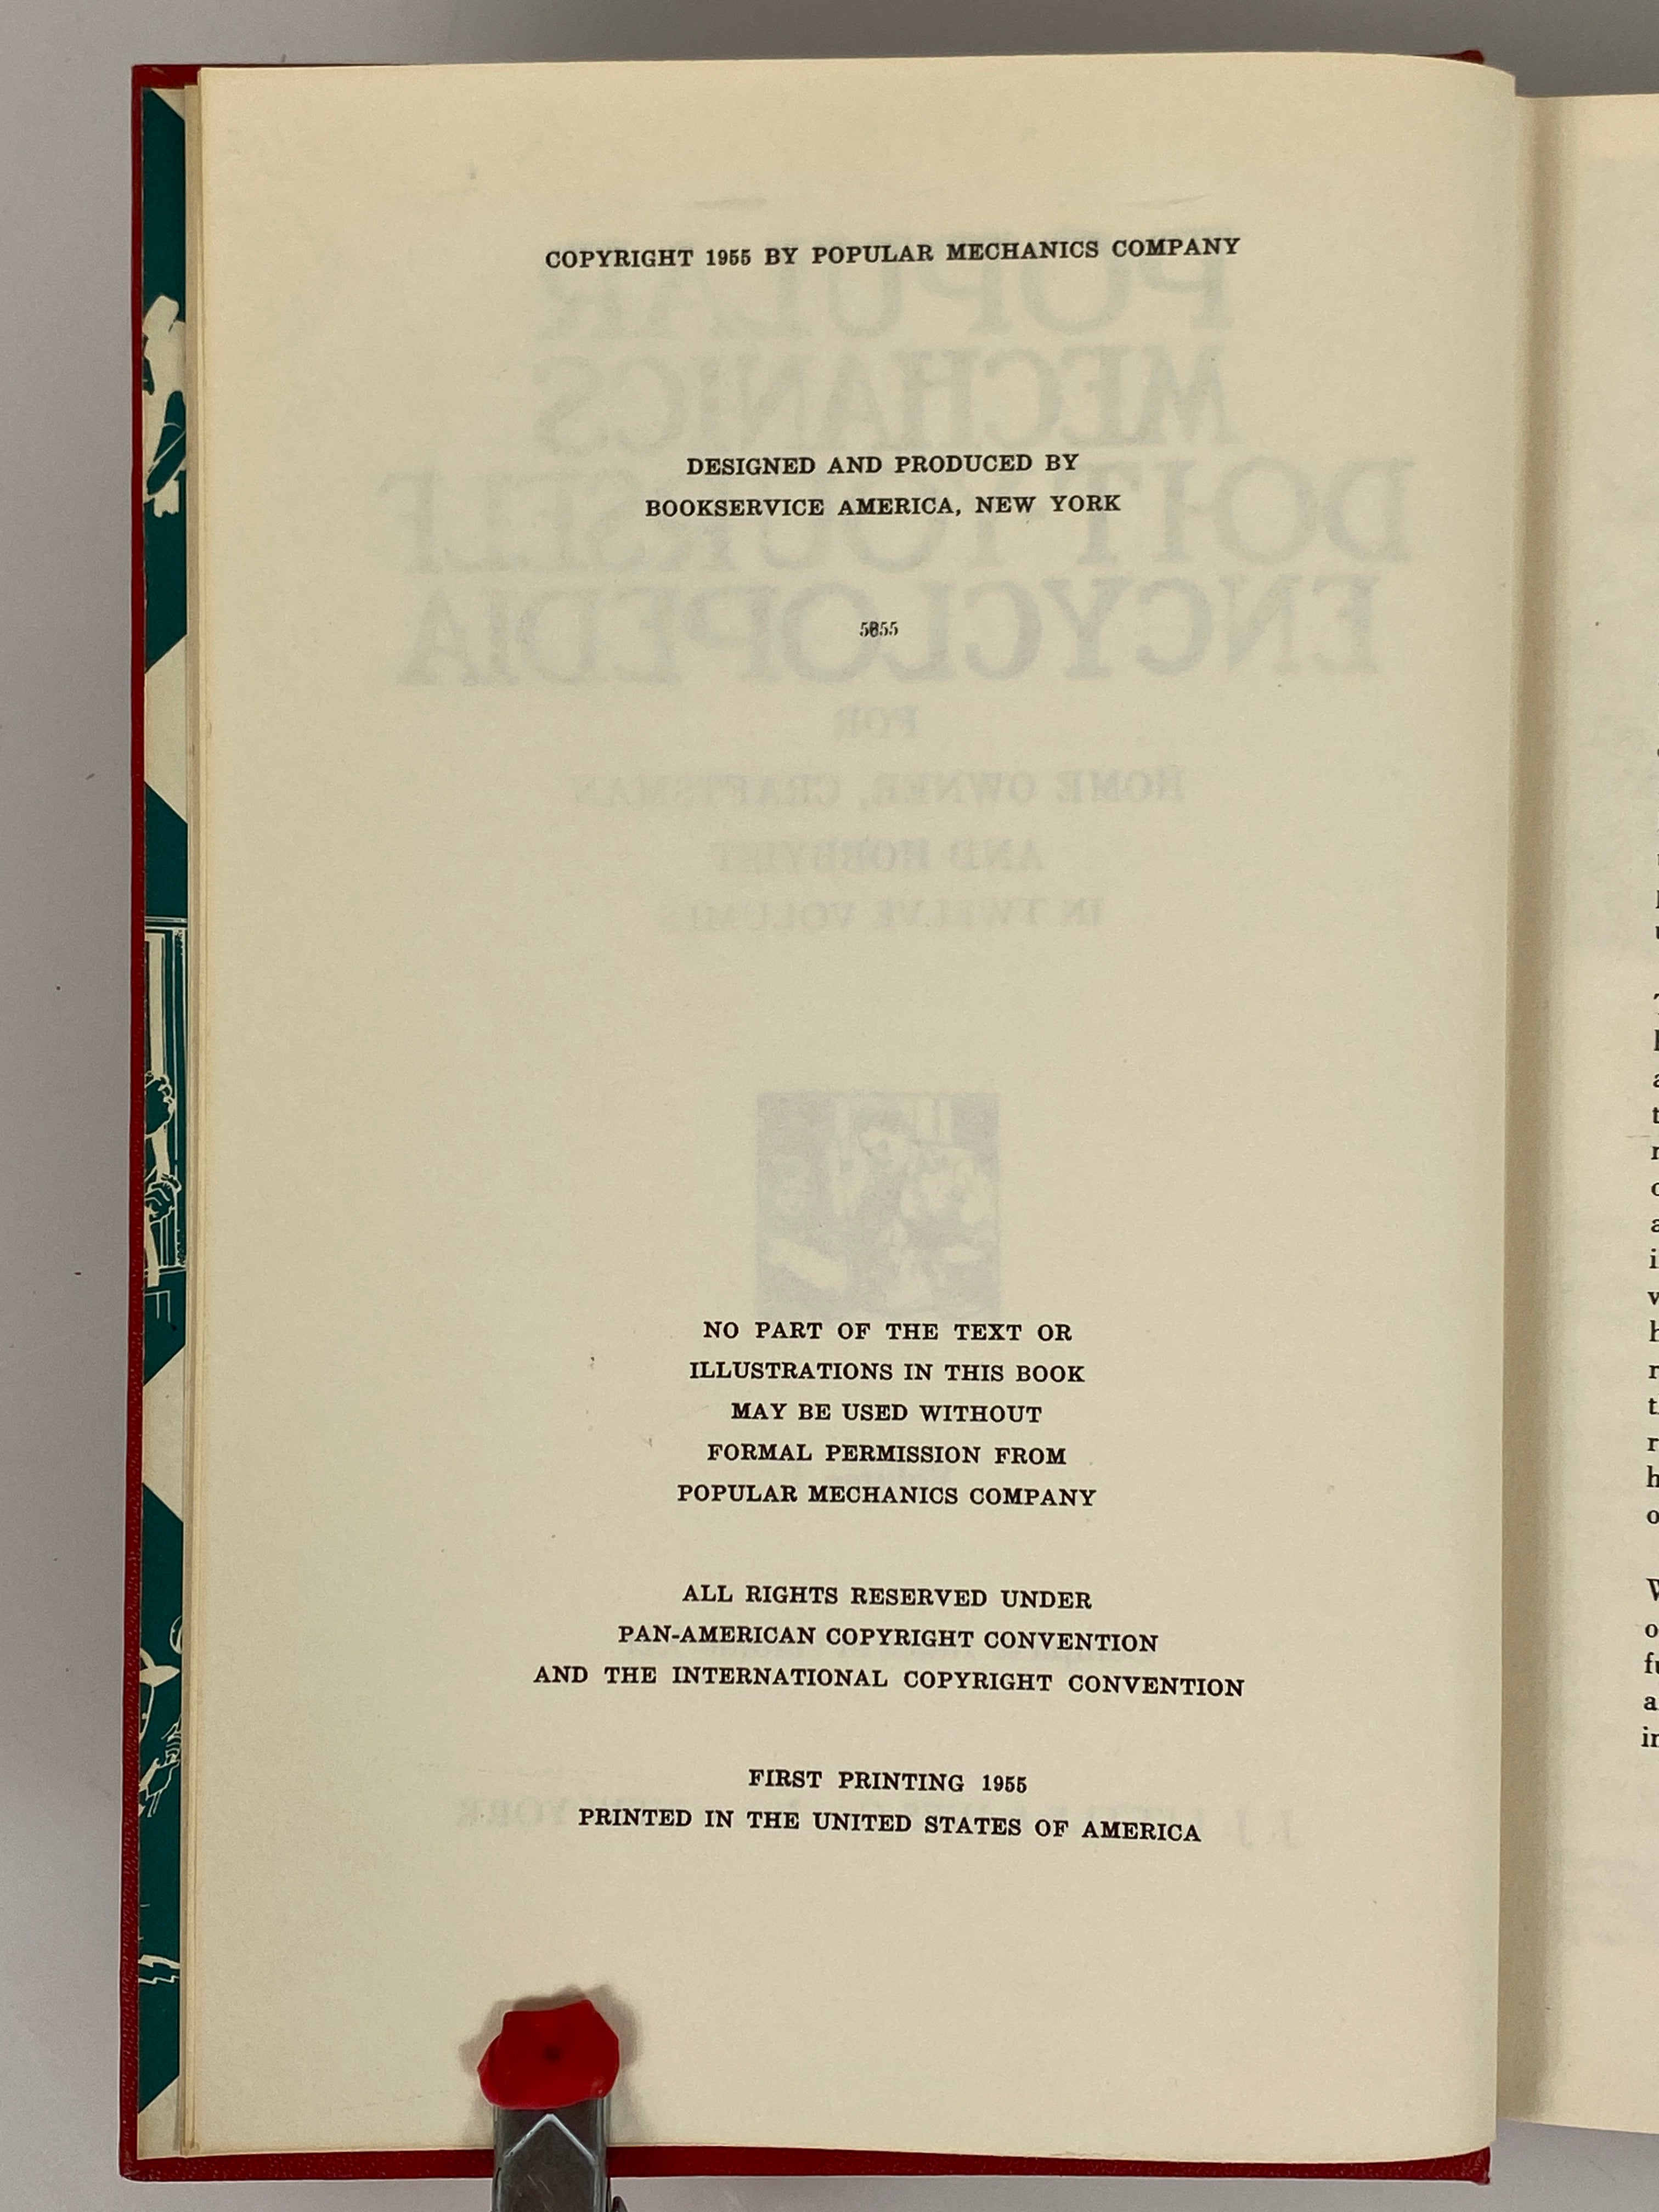 COPYRIGHT 1955 BY POPULAR MECHANICS COMPANY
DESIGNED AND PRODUCED BY
BOOKSERVICE AMERICA, NEW YORK
NO PART OF THE TEXT OR
ILLUSTRATIONS IN THIS BOOK
MAY BE USED WITHOUT
FORMAL PERMISSION FROM
POPULAR MECHANICS COMPANY
ALL RIGHTS RESERVED UNDER
PAN-AMERICAN COPYRIGHT CONVENTION
AND THE INTERNATIONAL COPYRIGHT CONVENTION
FIRST PRINTING 1955
PRINTED IN THE UNITED STATES OF AMERICA